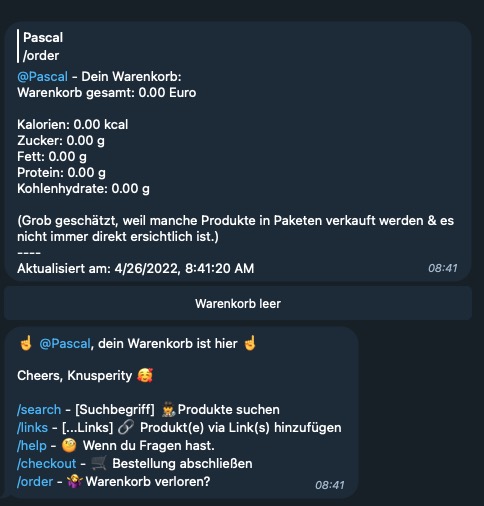 Pascal
/order
@Pascal - Dein Warenkorb:
Warenkorb gesamt: 0.00 Euro
Kalorien: 0.00 kcal
Zucker: 0.00 g
Fett: 0.00 g
Protein: 0.00 g
Kohlenhydrate: 0.00 g
(Grob geschätzt, weil manche Produkte in Paketen verkauft werden & es
nicht immer direkt ersichtlich ist.)
----
Aktualisiert am: 4/26/2022, 8:41:20 AM 08:41
Warenkorb leer
☝️ @Pascal, dein Warenkorb ist hier ☝️
Cheers, Knusperity 🥰
/search - [Suchbegriff] 🕵️Produkte suchen
/links - [...Links] 🔗 Produkt(e) via Link(s) hinzufügen
/help - 🧐 Wenn du Fragen hast.
/checkout - 🛒 Bestellung abschließen
/order - 🤷‍♀️Warenkorb verloren? 08:41